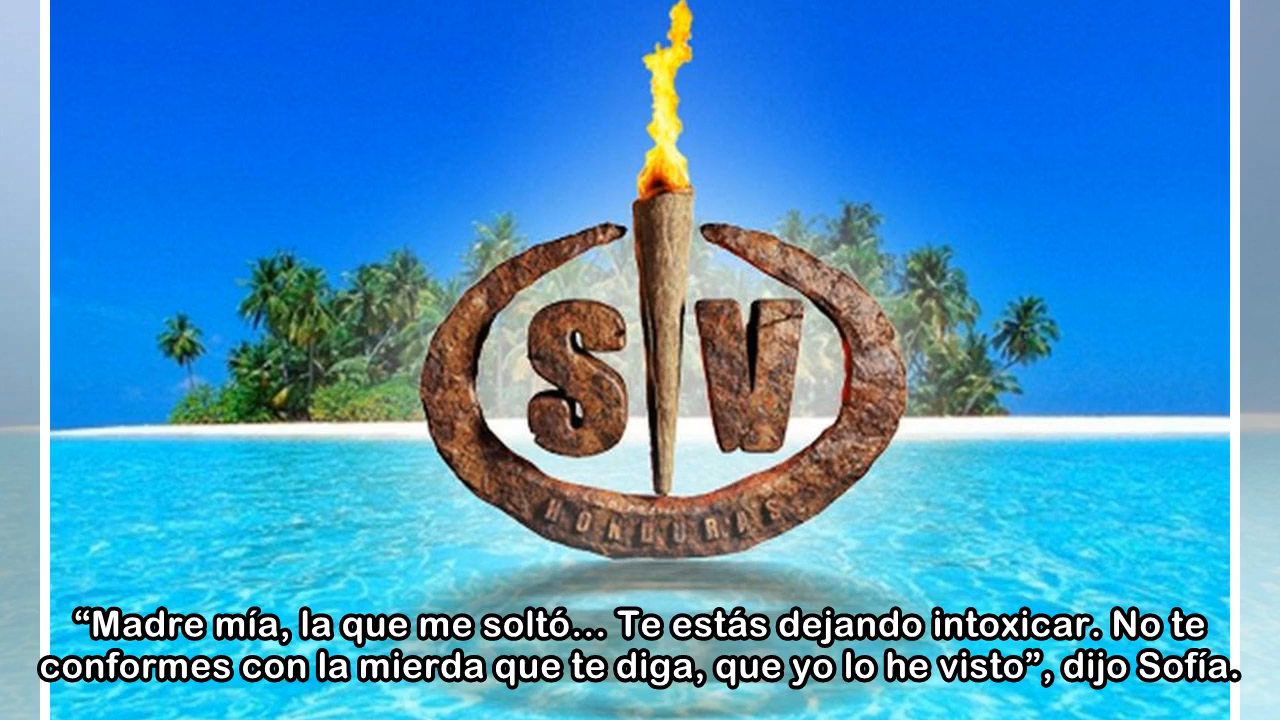 SV
HONDURAS
“Madre mía, la que me soltó... Te estás dejando intoxicar. No te
conformes con la mierda que te diga, que yo lo he visto”, dijo Sofía.